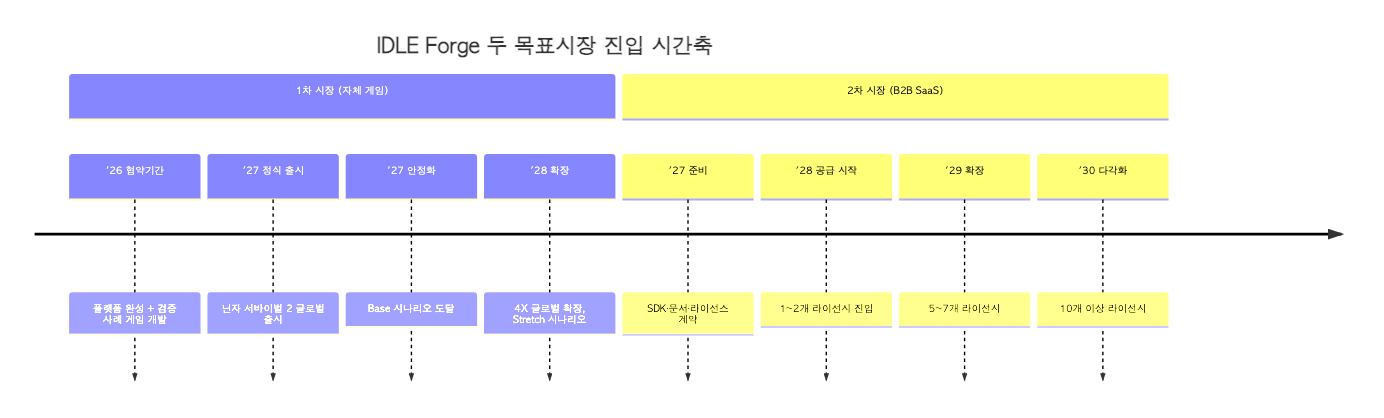 IDLE Forge 두 목표시장 진입 시간축
1차 시장 (자체 게임)
2차 시장 (B2B SaaS)
'26 협약기간
'27 정식 출시
'27 안정화
'28 확장
'27 준비
'28 공급 시작
'29 확장
'30 다각화
플랫폼 완성 + 검증
사례 게임 개발
닌자 서바이벌 2 글로벌
출시
Base 시나리오 도달
4X 글로벌 확장,
Stretch 시나리오
SDK·문서·라이선스
계약
1~2개 라이선시 진입
5~7개 라이선시
10개 이상 라이선시